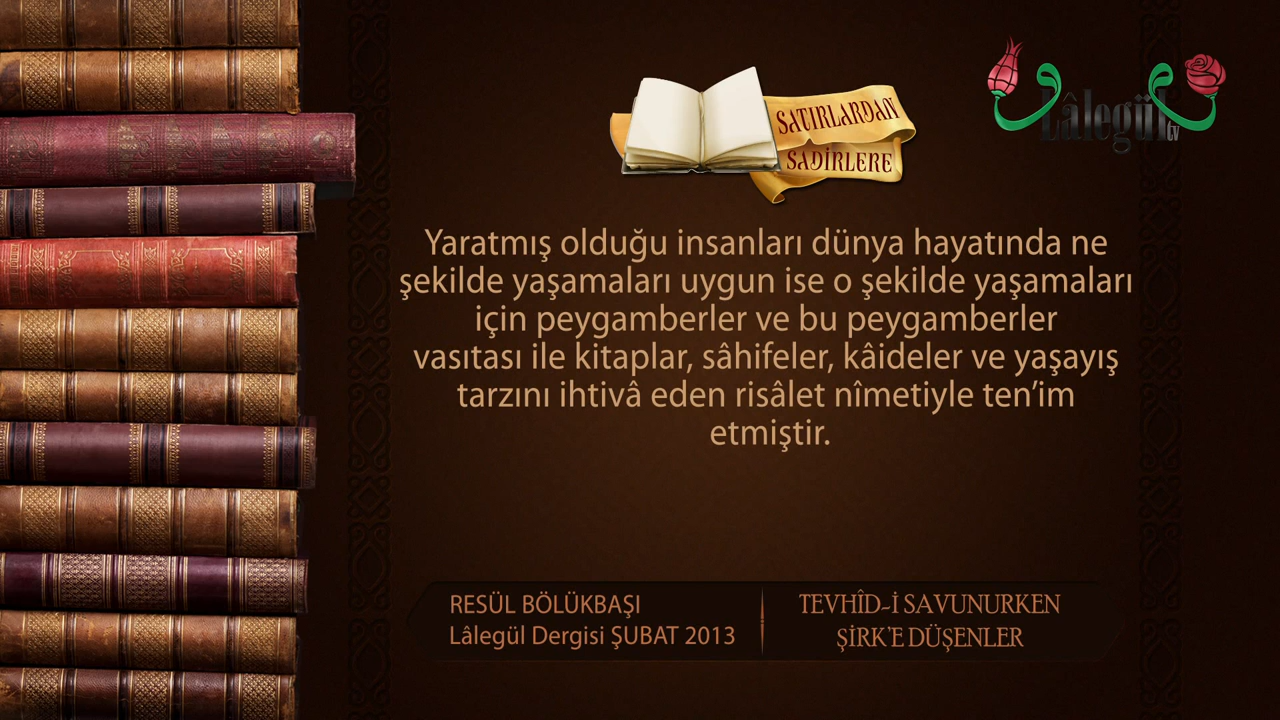 SATIRLARDAN
SADIRLERE
Lâlegül tv
Yaratmış olduğu insanları dünya hayatında ne
şekilde yaşamaları uygun ise o şekilde yaşamaları
için peygamberler ve bu peygamberler
vasıtası ile kitaplar, sâhifeler, kâideler ve yaşayış
tarzını ihtivâ eden risâlet nîmetiyle ten’im
etmiştir.
RESÜL BÖLÜKBAŞI
Lâlegül Dergisi ŞUBAT 2013
TEVHÎD-İ SAVUNURKEN
ŞİRK'E DÜŞENLER